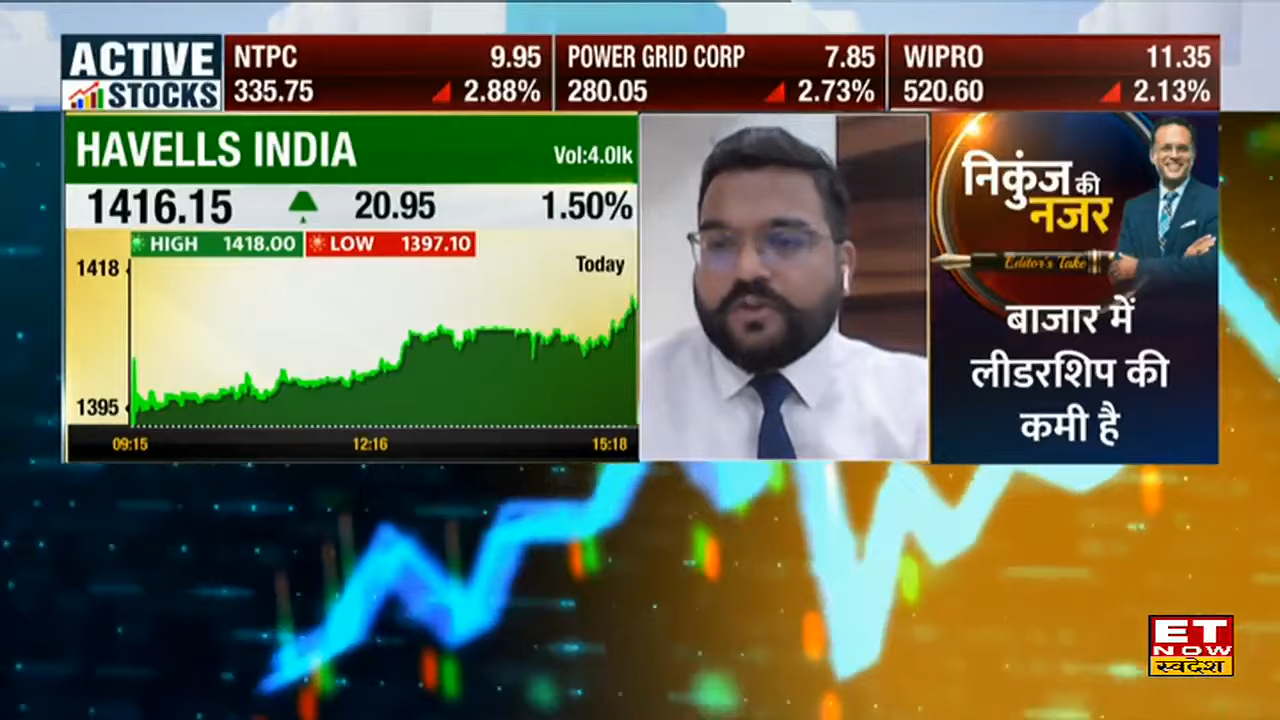 ACTIVE
STOCKS
NTPC 9.95
335.75 2.88%
POWER GRID CORP 7.85
280.05 2.73%
WIPRO 11.35
520.60 2.13%
HAVELLS INDIA Vol:4.0lk
1416.15 20.95 1.50%
HIGH 1418.00 LOW 1397.10
Today
1418
1395
09:15 12:16 15:18
निकुंज की
नजर
Editor's Take
बाजार में
लीडरशिप की
कमी है
ET
NOW
स्वदेश